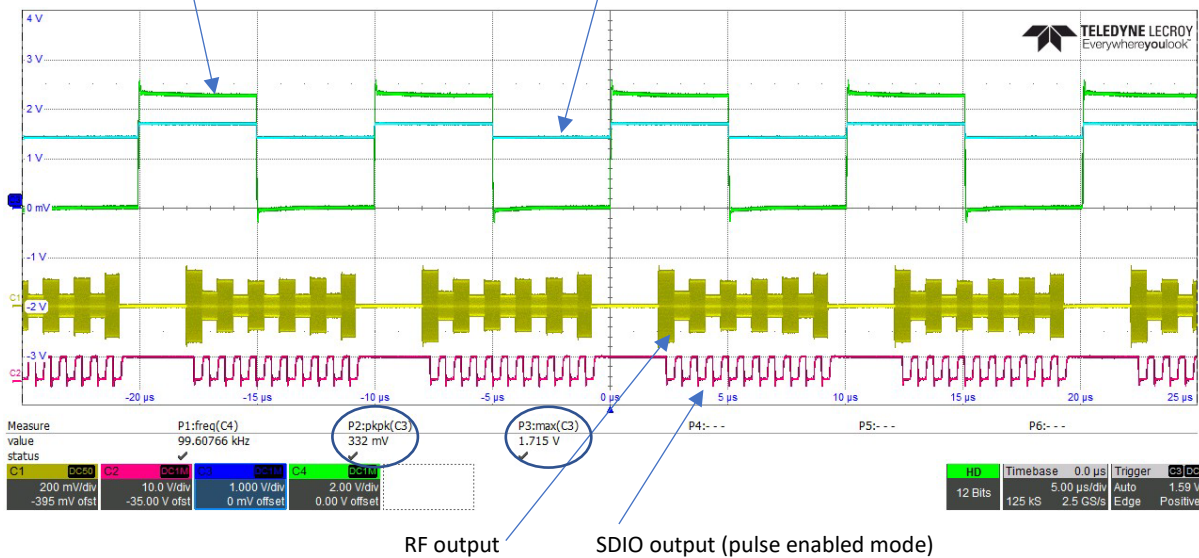 4 V
TELEDYNE LECROY
Everywhereyoulook™
3 V
2 V
1 V
0 mV
-1 V
C1
-2 V
-3 V
C2
-20 µs -15 µs -10 µs -5 µs 0 µs 5 µs 10 µs 15 µs 20 µs 25 µs
Measure P1:freq(C4) P2:pkpk(C3) P3:max(C3) P4:- - - P5:- - - P6:- - -
value 99.60766 kHz 332 mV 1.715 V
status
C1 DC50 C2 DC1M C3 DC1M C4 DC1M HD Timebase 0.0 µs Trigger C3 DC
200 mV/div 10.0 V/div 1.000 V/div 2.00 V/div 12 Bits 5.00 µs/div Auto 1.59 V
-395 mV ofst -35.00 V ofst 0 mV offset 0.00 V offset 125 kS 2.5 GS/s Edge Positive
RF output SDIO output (pulse enabled mode)